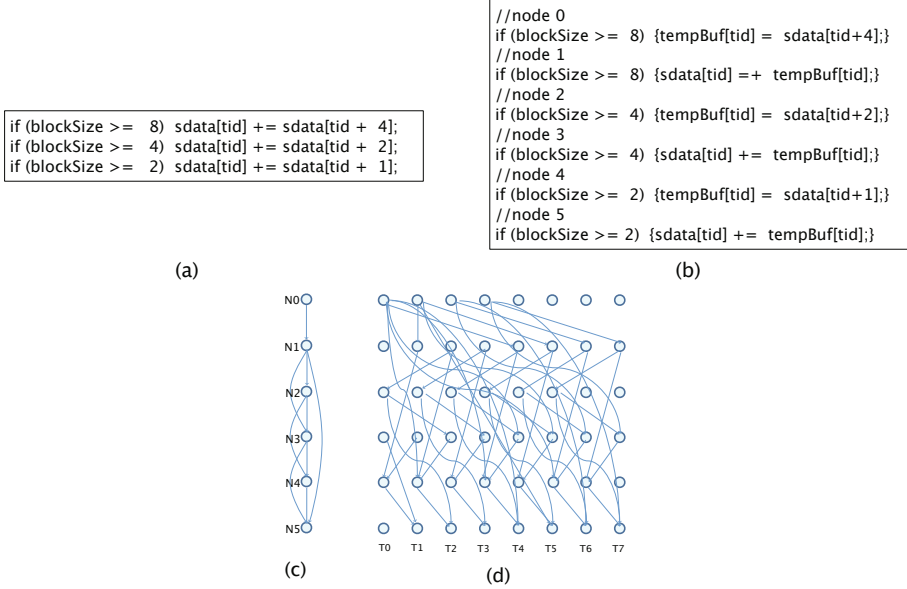 if (blockSize >= 8) sdata[tid] += sdata[tid + 4];
if (blockSize >= 4) sdata[tid] += sdata[tid + 2];
if (blockSize >= 2) sdata[tid] += sdata[tid + 1];
(a)
//node 0
if (blockSize >= 8) {tempBuf[tid] = sdata[tid+4];}
//node 1
if (blockSize >= 8) {sdata[tid] =+ tempBuf[tid];}
//node 2
if (blockSize >= 4) {tempBuf[tid] = sdata[tid+2];}
//node 3
if (blockSize >= 4) {sdata[tid] += tempBuf[tid];}
//node 4
if (blockSize >= 2) {tempBuf[tid] = sdata[tid+1];}
//node 5
if (blockSize >= 2) {sdata[tid] += tempBuf[tid];}
(b)
N0
N1
N2
N3
N4
N5
(c)
T0 T1 T2 T3 T4 T5 T6 T7
(d)